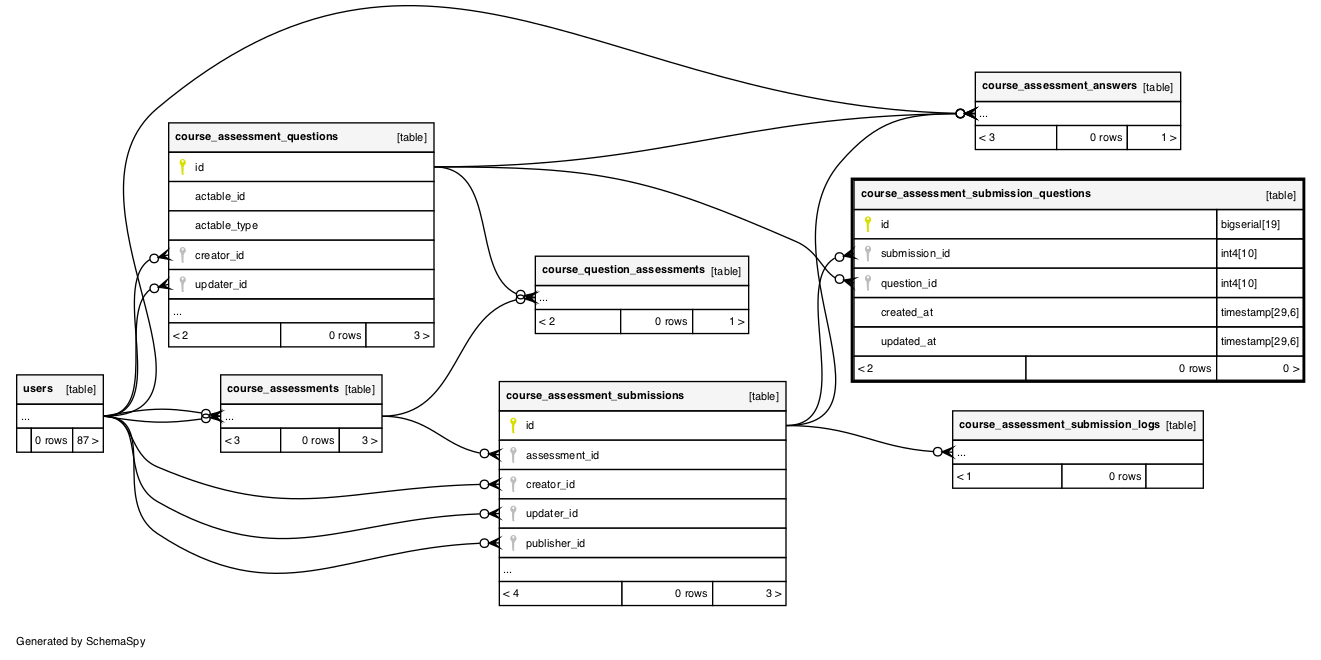 course_assessment_answers [table]
...
< 3 0 rows 1 >
course_assessment_questions [table]
id
actable_id
actable_type
creator_id
updater_id
...
< 2 0 rows 3 >
course_assessment_submission_questions [table]
id bigserial[19]
submission_id int4[10]
question_id int4[10]
created_at timestamp[29,6]
updated_at timestamp[29,6]
< 2 0 rows 0 >
course_question_assessments [table]
...
< 2 0 rows 1 >
users [table]
...
0 rows 87 >
course_assessments [table]
...
< 3 0 rows 3 >
course_assessment_submissions [table]
id
assessment_id
creator_id
updater_id
publisher_id
...
< 4 0 rows 3 >
course_assessment_submission_logs [table]
...
< 1 0 rows
Generated by SchemaSpy